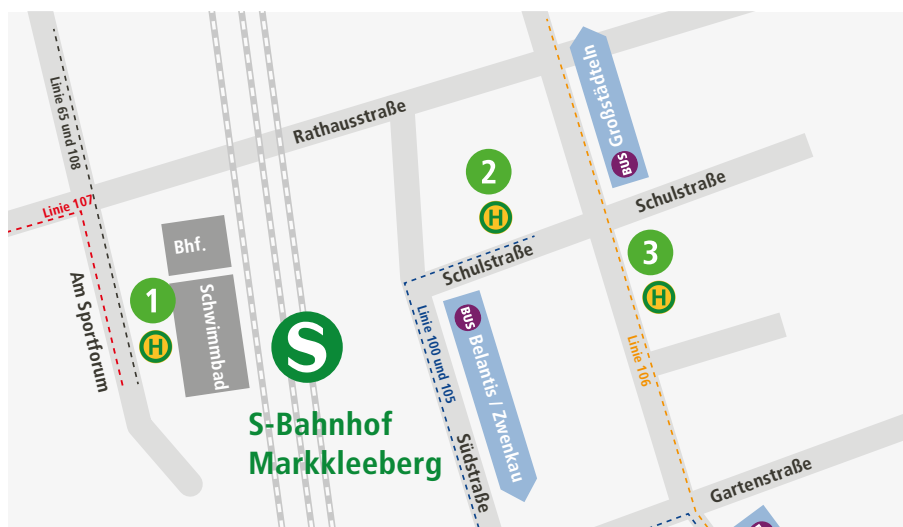 Linie 65 und 108
Rathausstraße
BUS Großstädteln
2
H
Schulstraße
Linie 107
Bhf.
Schulstraße
3
H
Am Sportforum
1
H
Schwimmbad
S
Linie 100 und 105
BUS Belantis / Zwenkau
Linie 106
S-Bahnhof
Markkleeberg
Südstraße
Gartenstraße